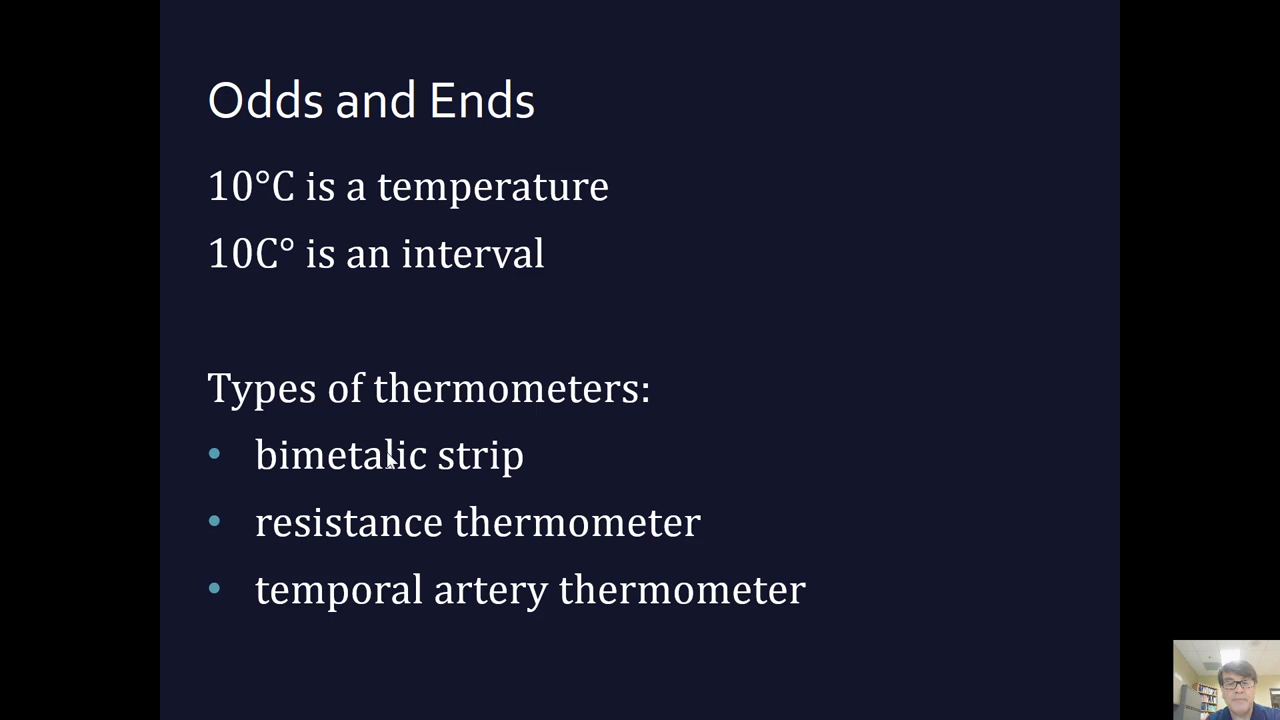 Odds and Ends
10°C is a temperature
10C° is an interval
Types of thermometers:
• bimetalic strip
• resistance thermometer
• temporal artery thermometer